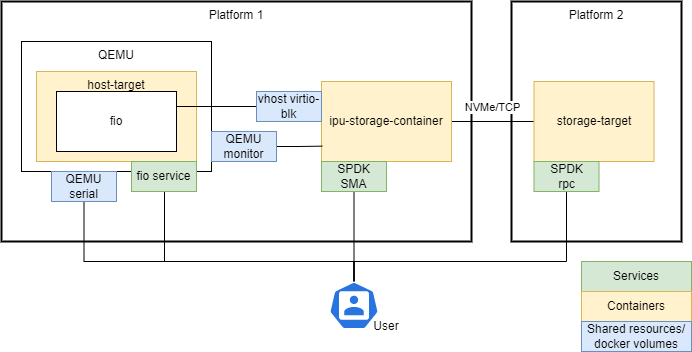 Platform 1
Platform 2
QEMU
host-target
fio
vhost virtio-
blk
ipu-storage-container
NVMe/TCP
storage-target
QEMU
monitor
fio service
QEMU
serial
SPDK
SMA
SPDK
rpc
User
Services
Containers
Shared resources/
docker volumes